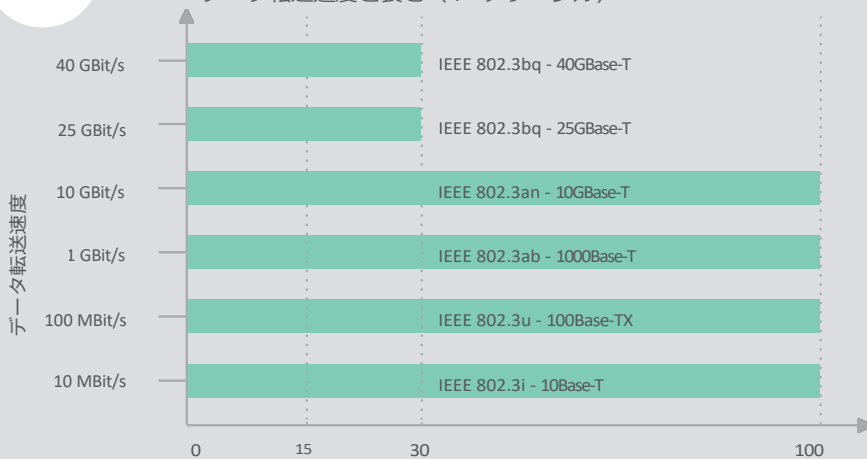 40 GBit/s IEEE 802.3bq - 40GBase-T
25 GBit/s IEEE 802.3bq - 25GBase-T
10 GBit/s IEEE 802.3an - 10GBase-T
1 GBit/s IEEE 802.3ab - 1000Base-T
100 MBit/s IEEE 802.3u - 100Base-TX
10 MBit/s IEEE 802.3i - 10Base-T
0 15 30 100
データ転送速度